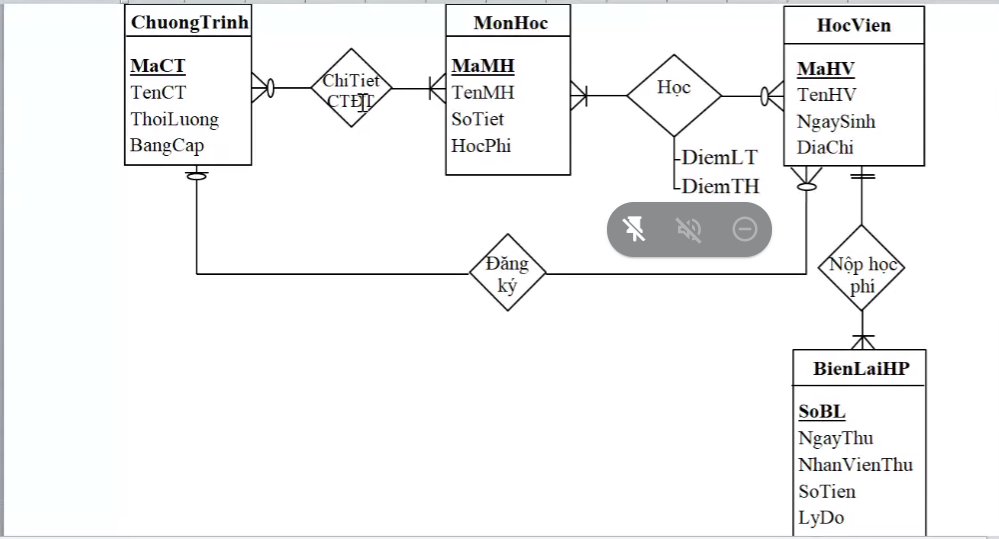 ChuongTrinh
MaCT
TenCT
ThoiLuong
BangCap
ChiTiet
CTĐT
MonHoc
MaMH
TenMH
SoTiet
HocPhi
Học
DiemLT
DiemTH
HocVien
MaHV
TenHV
NgaySinh
DiaChi
Đăng
ký
Nộp học
phí
BienLaiHP
SoBL
NgayThu
NhanVienThu
SoTien
LyDo